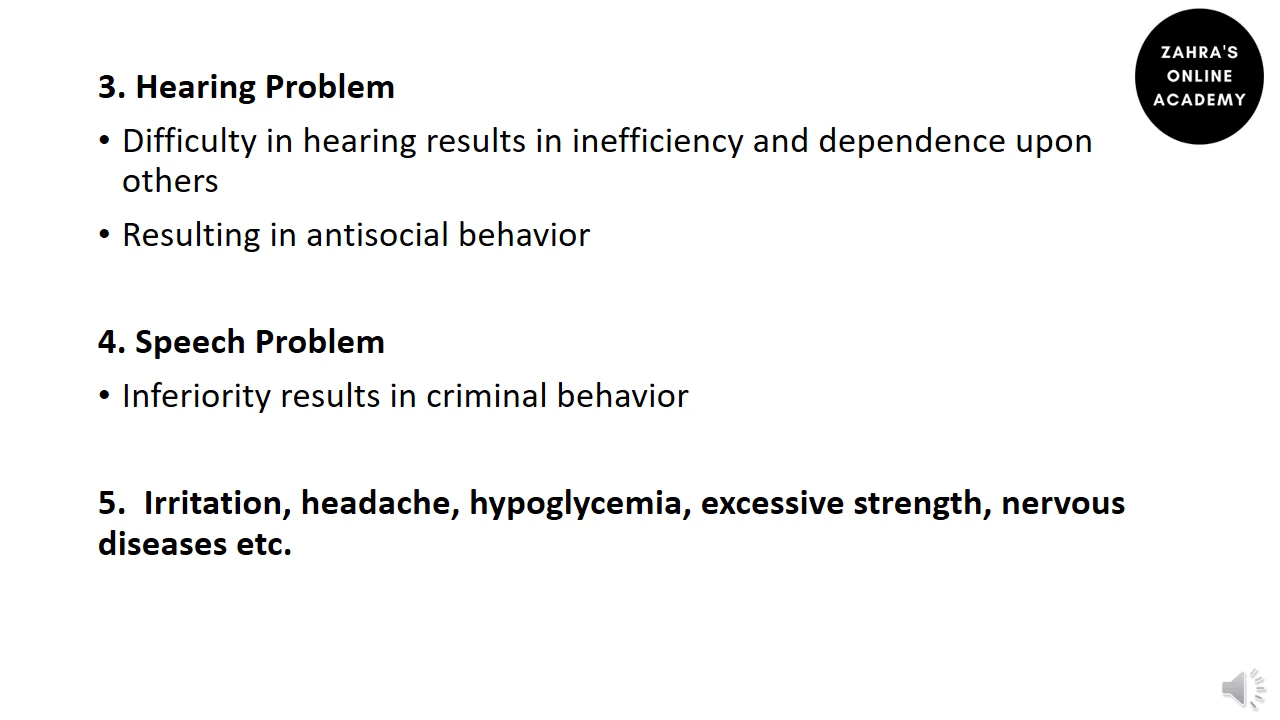 ZAHRA'S
ONLINE
ACADEMY
3. Hearing Problem
• Difficulty in hearing results in inefficiency and dependence upon
others
• Resulting in antisocial behavior
4. Speech Problem
• Inferiority results in criminal behavior
5.  Irritation, headache, hypoglycemia, excessive strength, nervous
diseases etc.